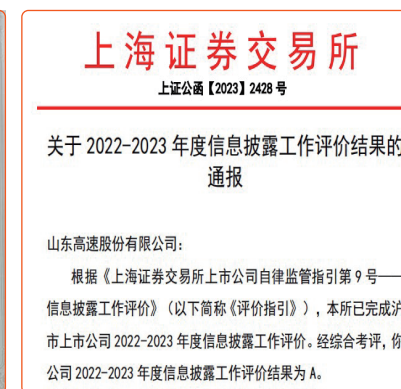 上海证券交易所
上证公函【2023】2428 号
关于 2022-2023 年度信息披露工作评价结果的
通报
山东高速股份有限公司:
根据《上海证券交易所上市公司自律监管指引第 9 号——
信息披露工作评价》（以下简称《评价指引》），本所已完成沪
市上市公司 2022-2023 年度信息披露工作评价。经综合考评，你
公司 2022-2023 年度信息披露工作评价结果为 A。